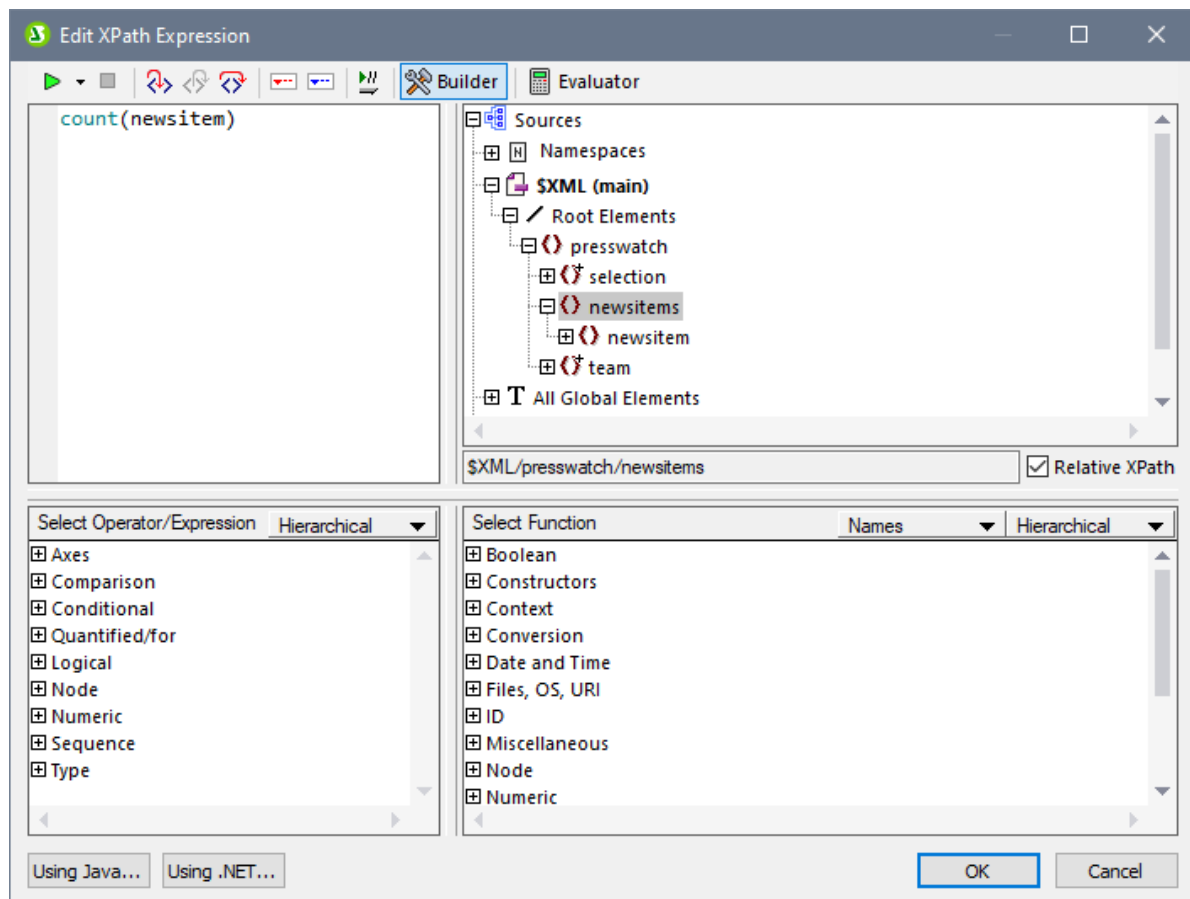 Edit XPath Expression
Builder Evaluator
count(newsitem)
Sources
Namespaces
$XML (main)
Root Elements
presswatch
selection
newsitems
newsitem
team
T All Global Elements
$XML/presswatch/newsitems Relative XPath
Select Operator/Expression Hierarchical
Axes
Comparison
Conditional
Quantified/for
Logical
Node
Numeric
Sequence
Type
Select Function Names Hierarchical
Boolean
Constructors
Context
Conversion
Date and Time
Files, OS, URI
ID
Miscellaneous
Node
Numeric
Using Java... Using .NET... OK Cancel